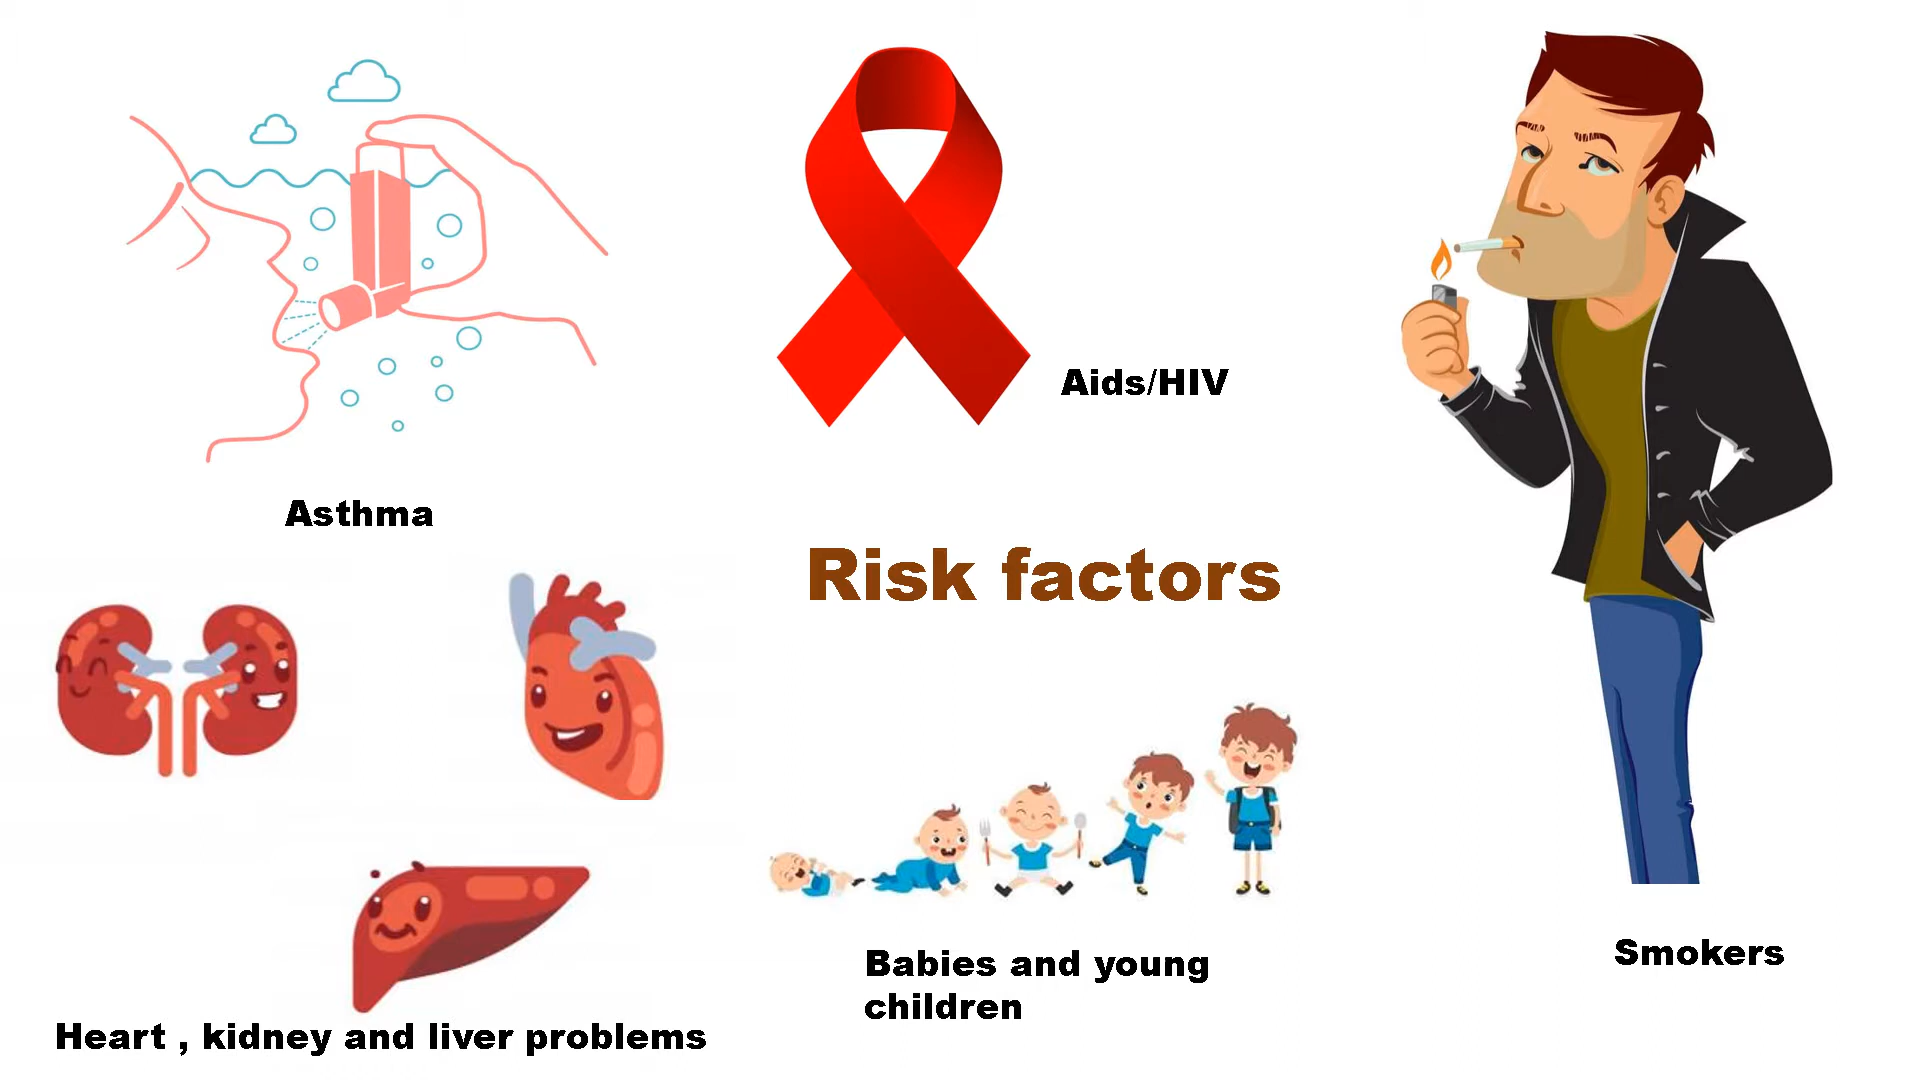 Aids/HIV
Asthma
Risk factors
Babies and young
children
Smokers
Heart , kidney and liver problems